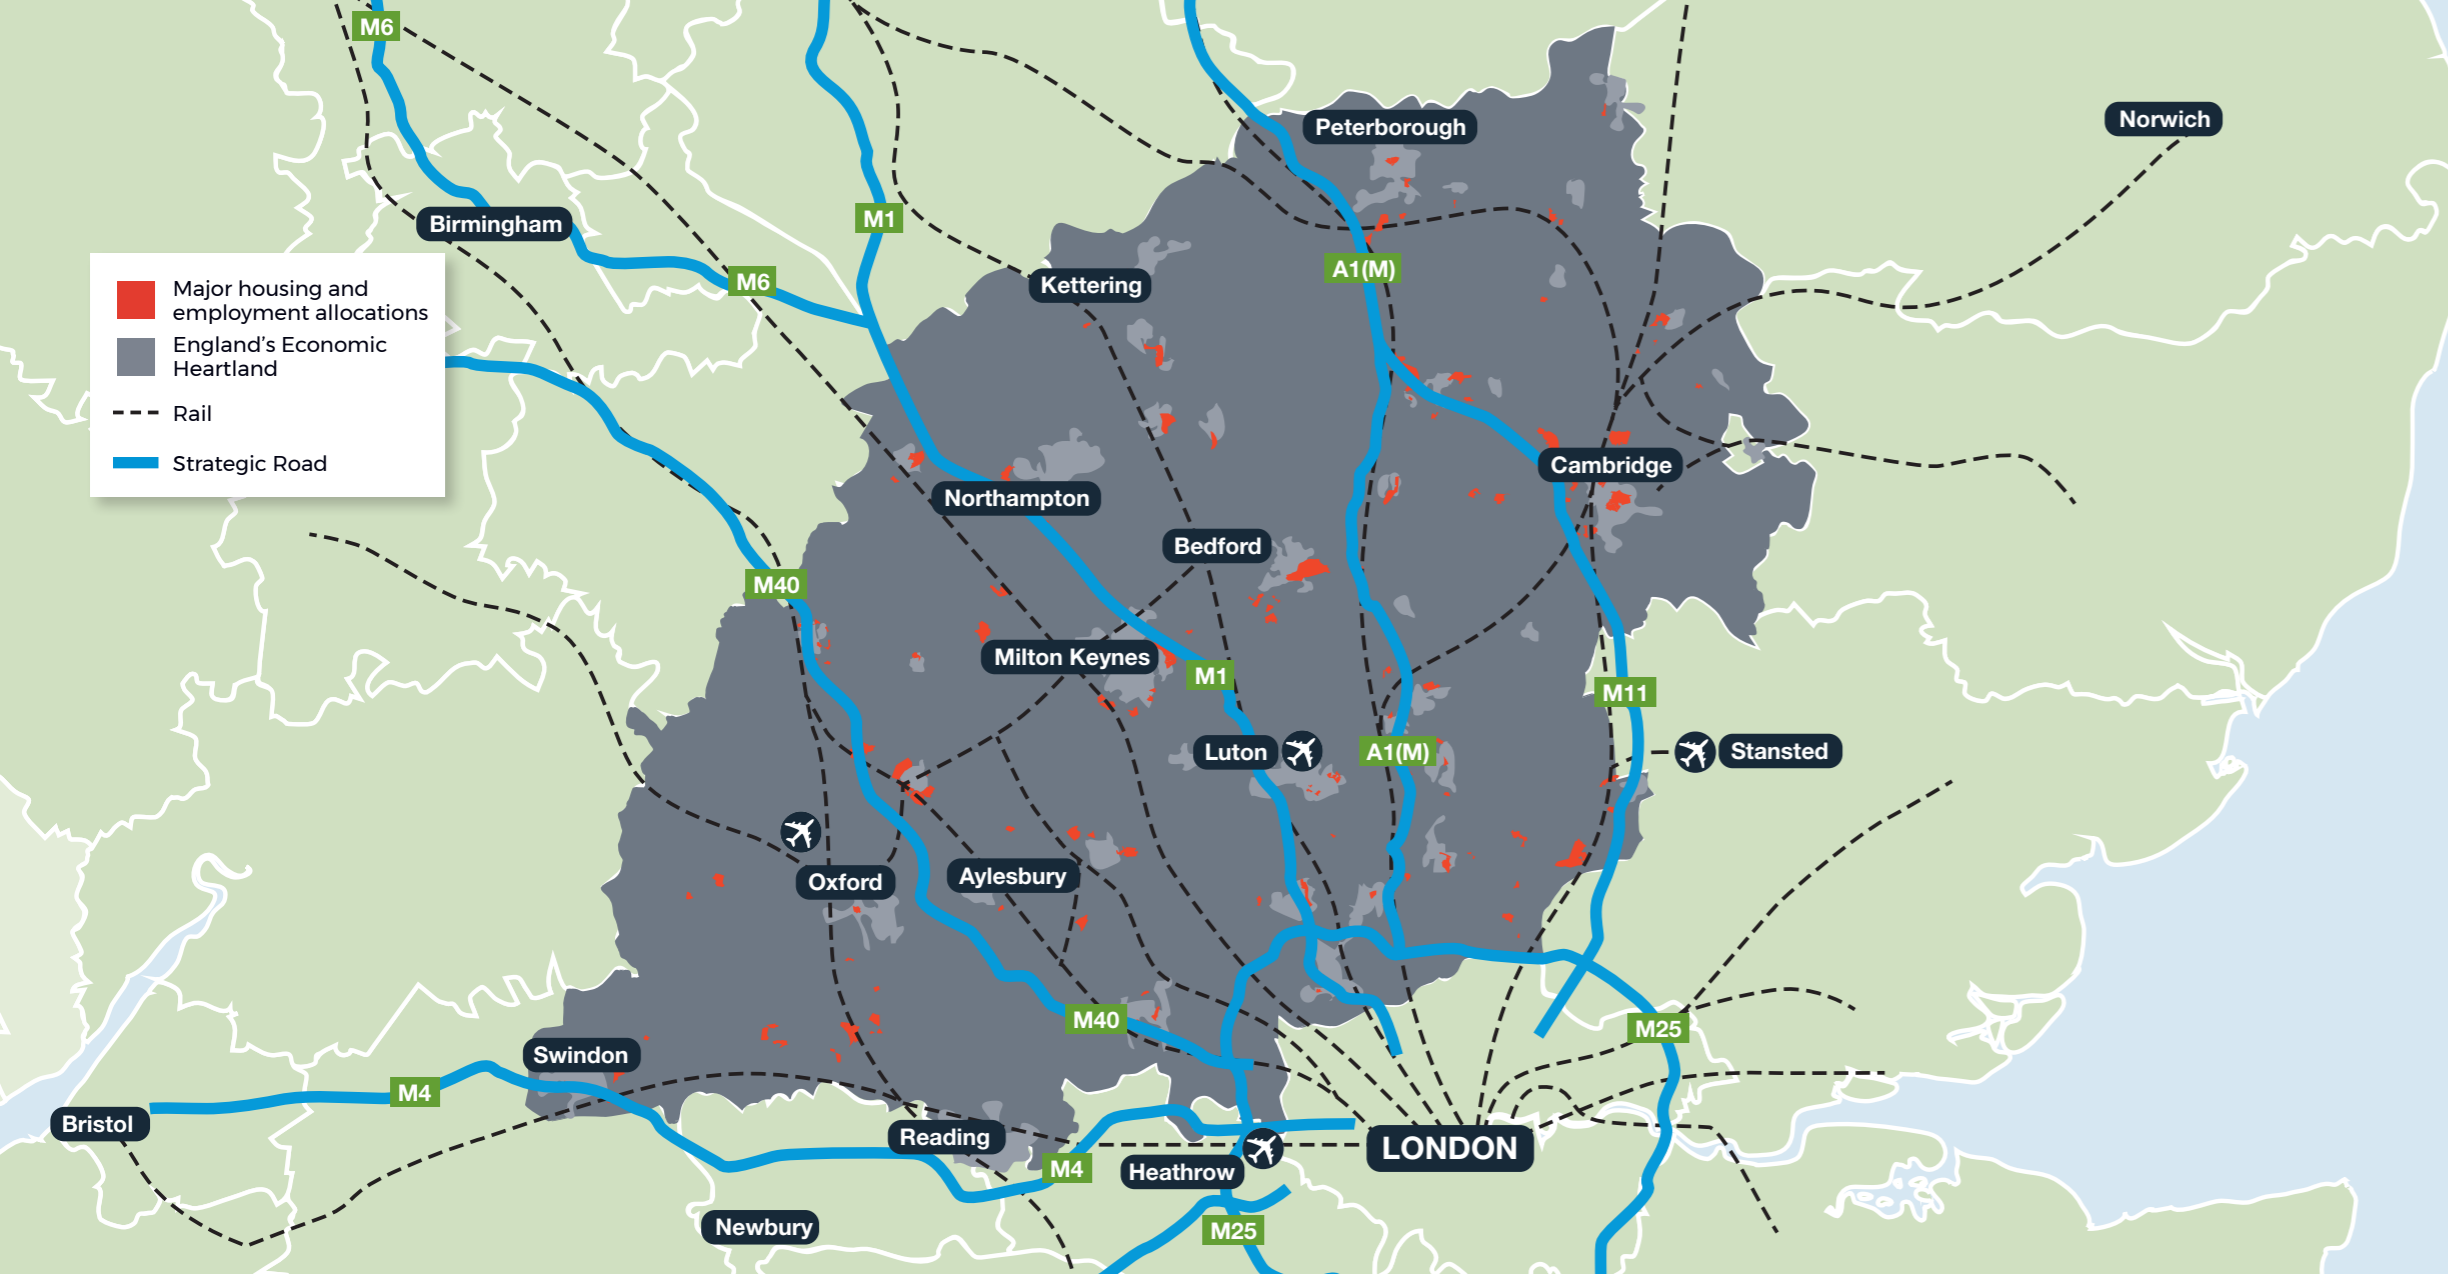 M6
Norwich
Peterborough
M1
Birmingham
A1(M)
M6
Kettering
Major housing and
employment allocations
England's Economic
Heartland
Rail
Strategic Road
Cambridge
Northampton
Bedford
M40
Milton Keynes
M1
M11
Luton
A1(M)
Stansted
Oxford
Aylesbury
M40
M25
Swindon
M4
Bristol
Reading
LONDON
M4
Heathrow
Newbury
M25